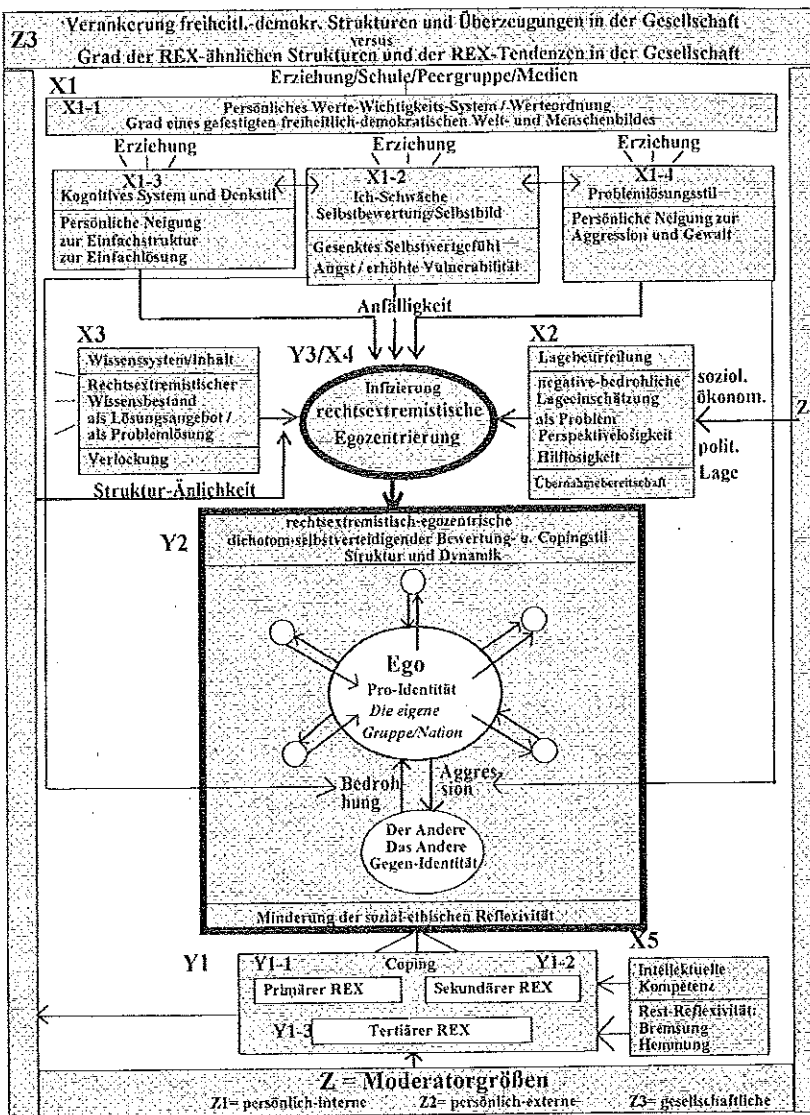 Z3
Verankerung freiheitl.-demokr. Strukturen und Überzeugungen in der Gesellschaft
versus
Grad der REX-ähnlichen Strukturen und der REX-Tendenzen in der Gesellschaft
Erziehung/Schule/Peergruppe/Medien
X1
X1-1
Persönliches Werte-Wichtigkeits-System / Werteordnung
Grad eines gefestigten freiheitlich-demokratischen Welt- und Menschenbildes
Erziehung
Erziehung
Erziehung
X1-3
Kognitives System und Denkstil
Persönliche Neigung
zur Einfachstruktur
zur Einfachlösung
X1-2
Ich-Schwäche
Selbstbewertung/Selbstbild
Gesenktes Selbstwertgefühl
Angst / erhöhte Vulnerabilität
X1-4
Problemlösungsstil
Persönliche Neigung zur
Aggression und Gewalt
Anfälligkeit
X3
Wissenssystem/Inhalt
Rechtsextremistischer
Wissensbestand
als Lösungsangebot /
als Problemlösung
Verlockung
Struktur-Änlichkeit
Y3/X4
Infizierung
rechtsextremistische
Egozentrierung
X2
Lagebeurteilung
negative-bedrohliche
Lageeinschätzung
als Problem
Perspektivelosigkeit
Hilflosigkeit
Übernahmebereitschaft
soziol.
ökonom.
Z
polit.
Lage
Y2
rechtsextremistisch-egozentrische
dichotom-selbstverteidigender Bewertung- u. Copingstil
Struktur und Dynamik
Ego
Pro-Identität
Die eigene
Gruppe/Nation
Bedroh
hung
Aggres-
sion
Der Andere
Das Andere
Gegen-Identität
Minderung der sozial-ethischen Reflexivität
Y1
Y1-1
Coping
Y1-2
Primärer REX
Sekundärer REX
Y1-3
Tertiärer REX
X5
Intellektuelle
Kompetenz
Rest-Reflexivität:
Bremsung
Hemmung
Z = Moderatorgrößen
Z1= persönlich-interne
Z2= persönlich-externe
Z3= gesellschaftliche